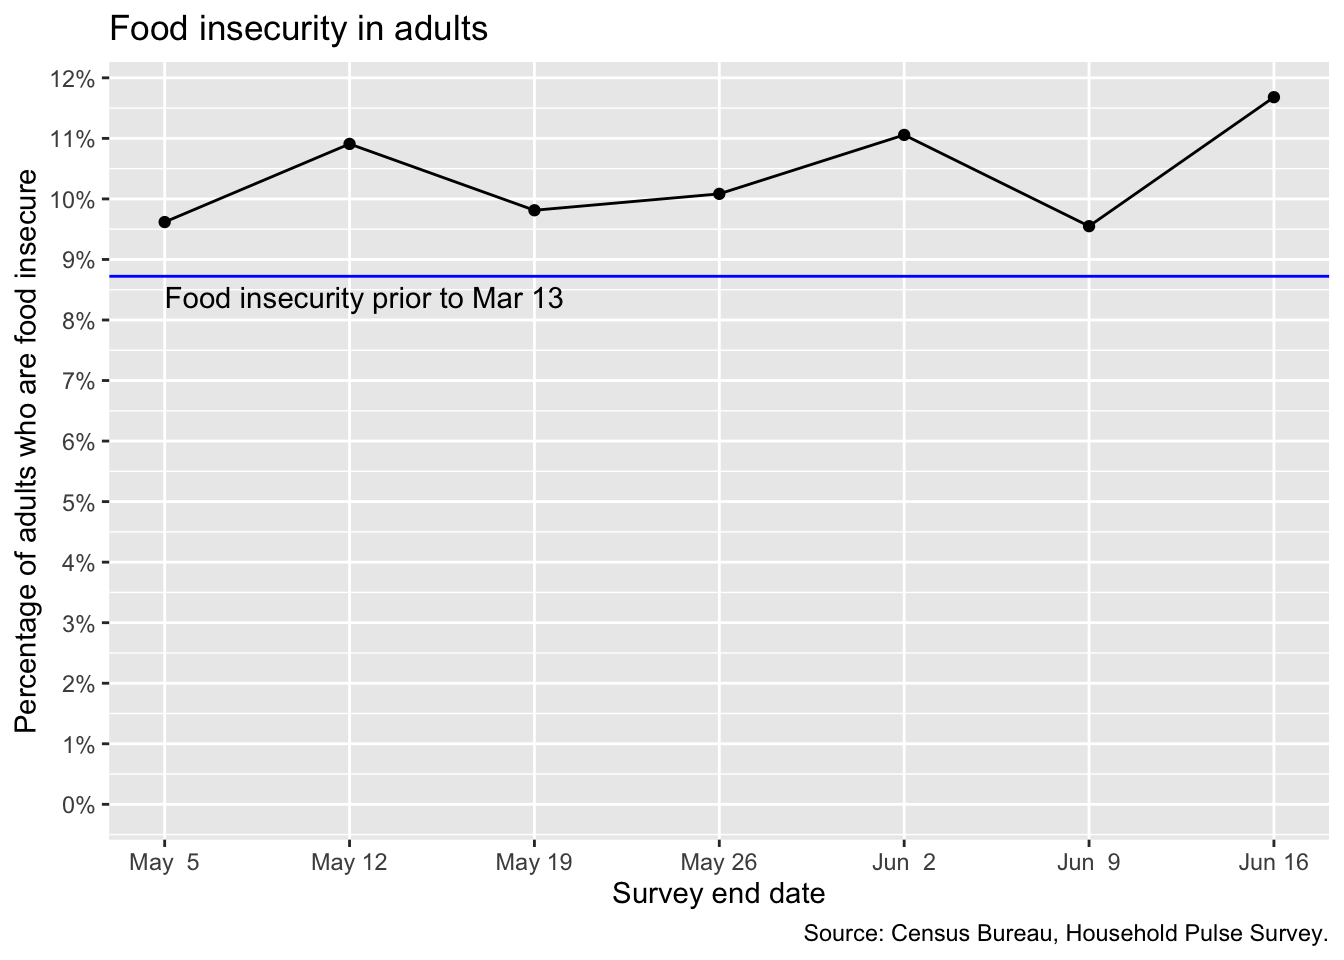 Food insecurity in adults
Percentage of adults who are food insecure
12%
11%
10%
9%
8%
7%
6%
5%
4%
3%
2%
1%
0%
Food insecurity prior to Mar 13
May  5 May 12 May 19 May 26 Jun  2 Jun  9 Jun 16
Survey end date
Source: Census Bureau, Household Pulse Survey.